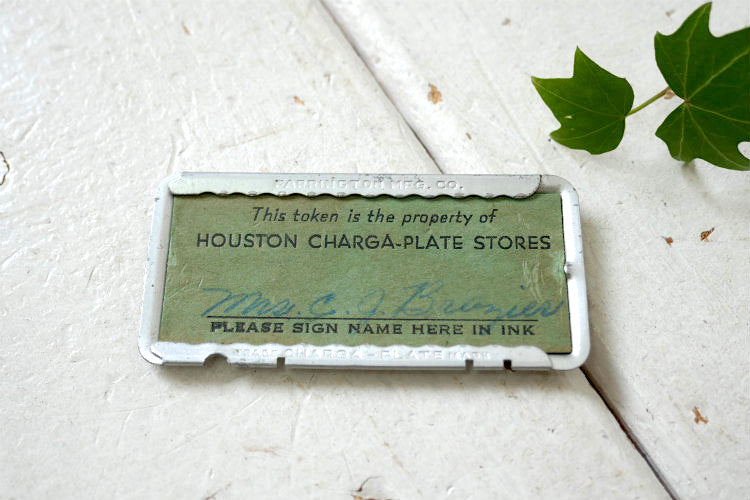 FARRINGTON MFG. CO.
This token is the property of
HOUSTON CHARGA-PLATE STORES
Mrs. C. J. Brazier
PLEASE SIGN NAME HERE IN INK
CHARGA-PLATE